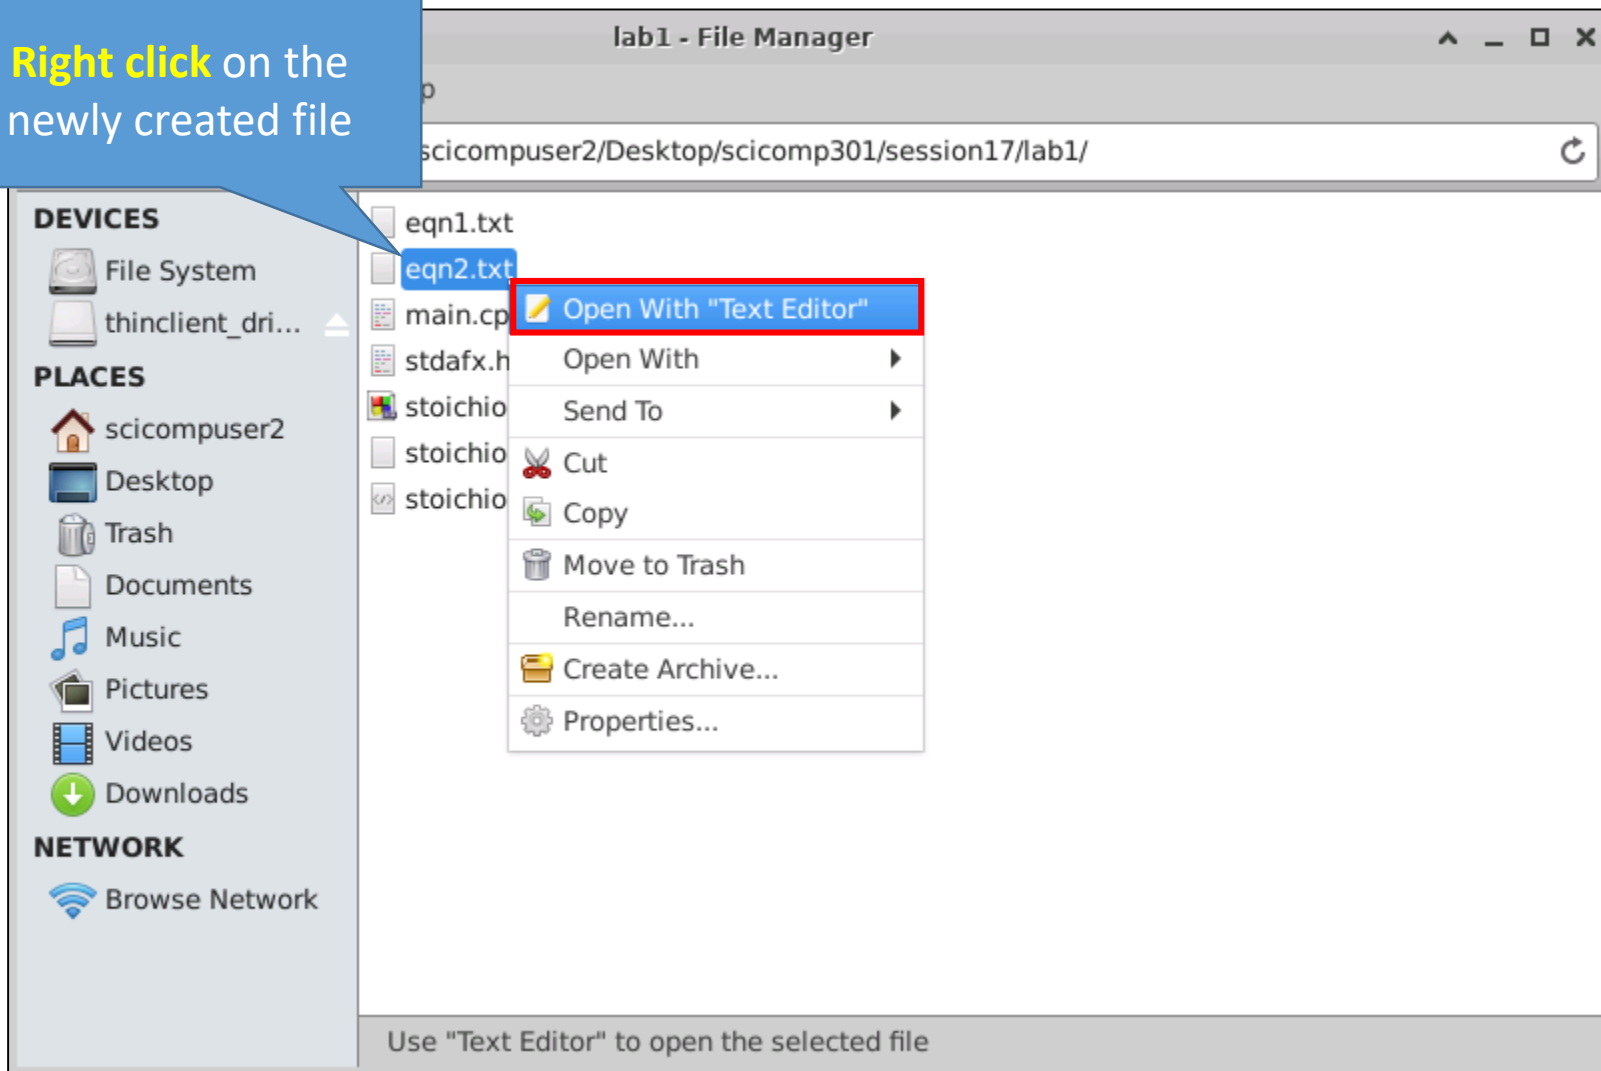 Right click on the
newly created file
lab1 - File Manager
p
scicompuser2/Desktop/scicomp301/session17/lab1/
DEVICES
File System
thinclient_dri...
PLACES
scicompuser2
Desktop
Trash
Documents
Music
Pictures
Videos
Downloads
NETWORK
Browse Network
eqn1.txt
eqn2.txt
main.cp
stdafx.h
stoichio
stoichio
stoichio
Open With "Text Editor"
Open With
Send To
Cut
Copy
Move to Trash
Rename...
Create Archive...
Properties...
Use "Text Editor" to open the selected file